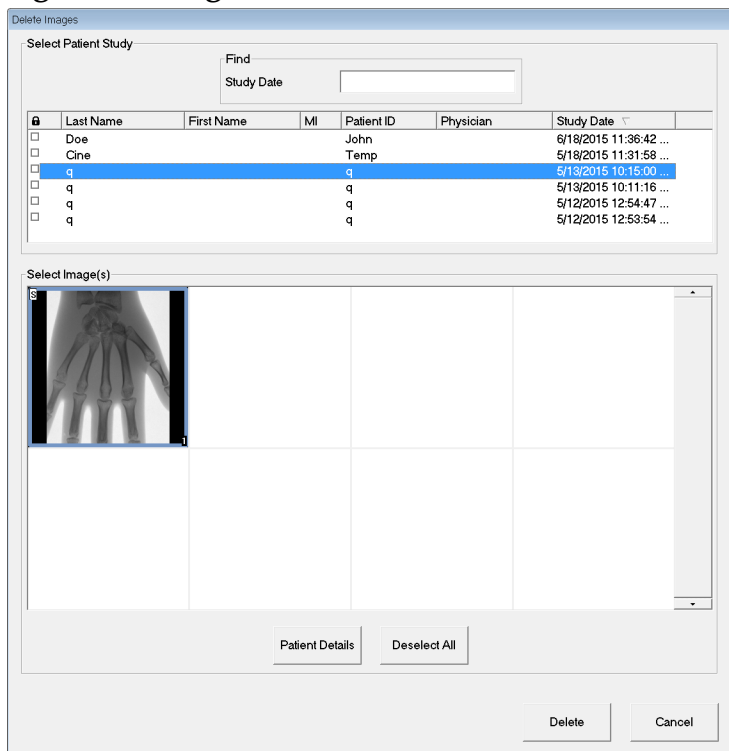 Delete Images
Select Patient Study
Find
Study Date
Last Name First Name MI Patient ID Physician Study Date
Doe John 6/18/2015 11:36:42 ...
Cine Temp 5/18/2015 11:31:58 ...
q q 5/13/2015 10:15:00 ...
q q 5/13/2015 10:11:16 ...
q q 5/12/2015 12:54:47 ...
q q 5/12/2015 12:53:54 ...
Select Image(s)
S
1
Patient Details Deselect All
Delete Cancel